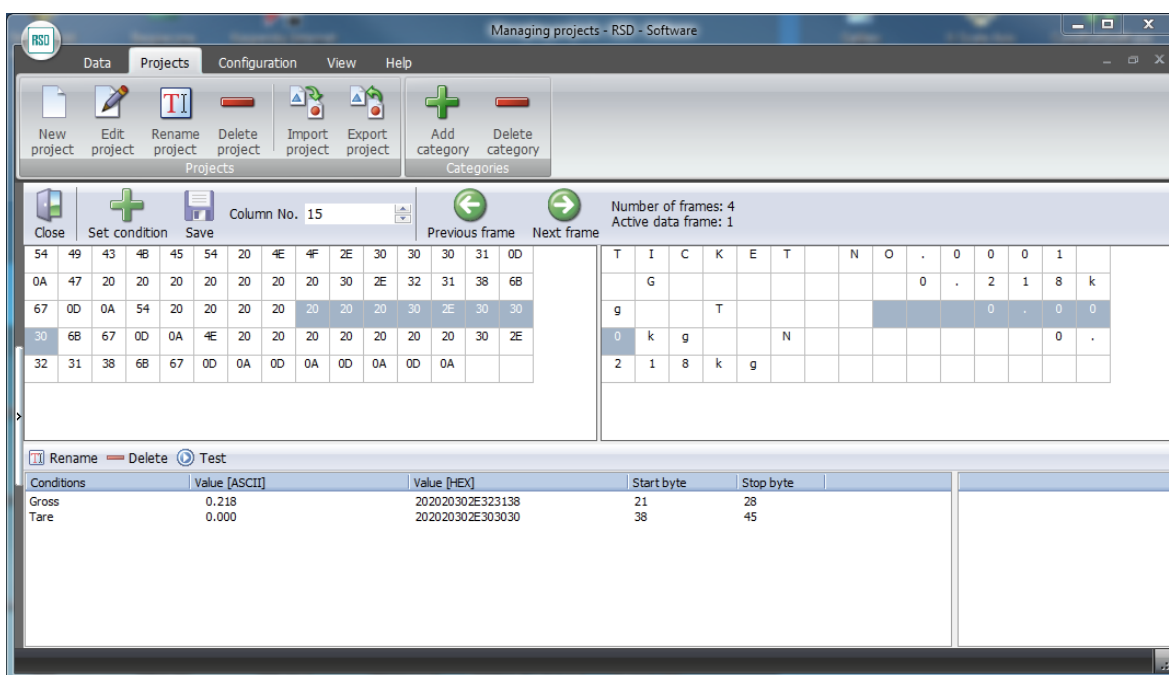 Managing projects - RSD - Software
RSD
Data Projects Configuration View Help
New project Edit project Rename project Delete project Import project Export project Add category Delete category
Projects Categories
Close Set condition Save Column No. 15 Previous frame Next frame
Number of frames: 4
Active data frame: 1
54 49 43 4B 45 54 20 4E 4F 2E 30 30 30 31 0D T I C K E T N O . 0 0 0 1
0A 47 20 20 20 20 20 20 20 30 2E 32 31 38 6B G 0 . 2 1 8 k
67 0D 0A 54 20 20 20 20 20 20 20 30 2E 30 30 g T 0 . 0 0
30 6B 67 0D 0A 4E 20 20 20 20 20 20 20 30 2E 0 k g N 0 .
32 31 38 6B 67 0D 0A 0D 0A 0D 0A 0D 0A 2 1 8 k g
Rename Delete Test
Conditions Value [ASCII] Value [HEX] Start byte Stop byte
Gross 0.218 202020302E323138 21 28
Tare 0.000 202020302E303030 38 45